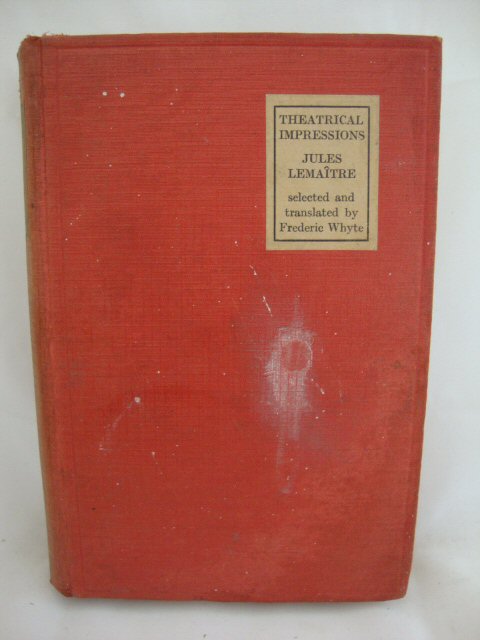 THEATRICAL
IMPRESSIONS
JULES
LEMAÎTRE
selected and
translated by
Frederic Whyte